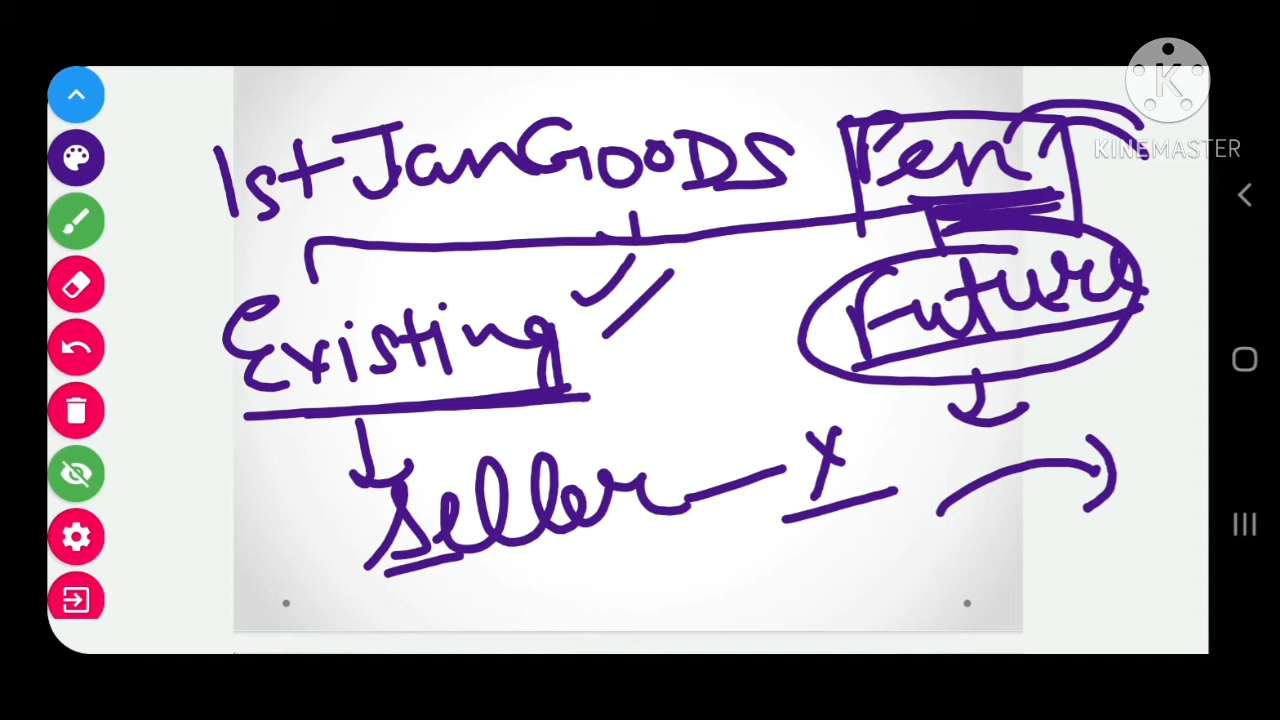 1st Jan GOODS Pen
Existing Future
Seller — X
KINEMASTER